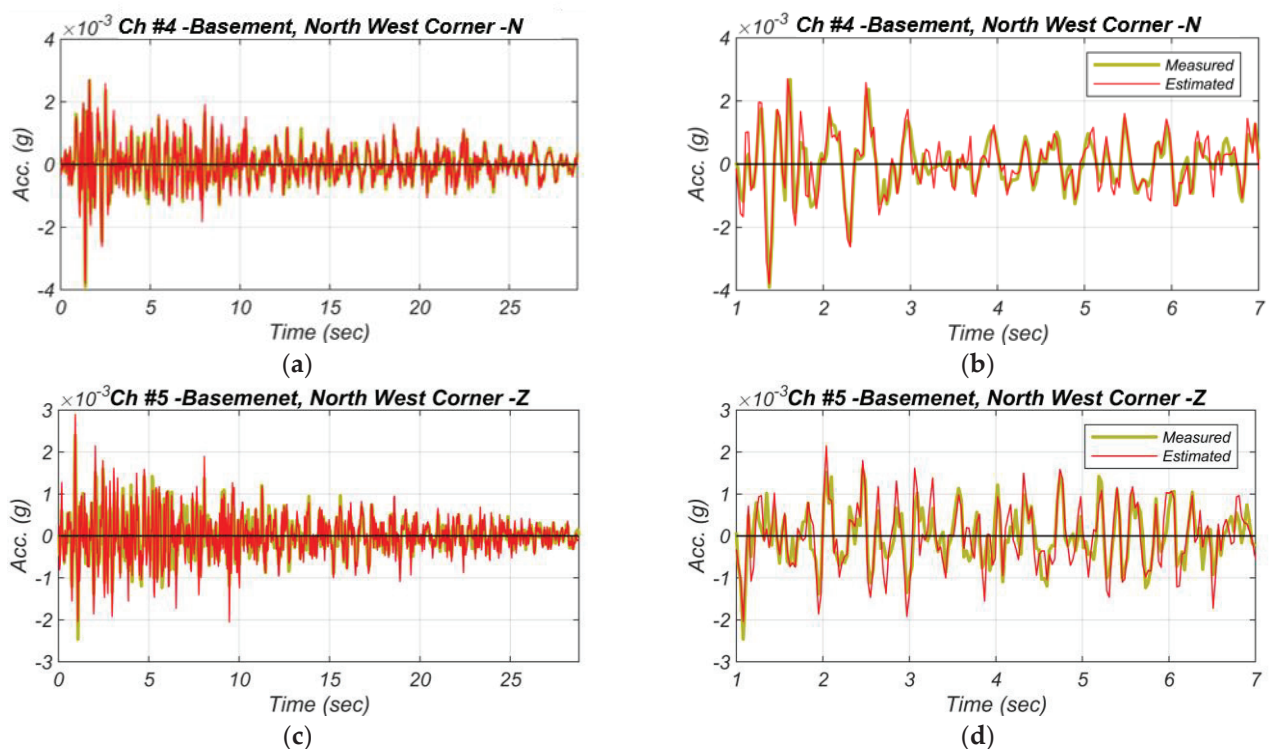 Ch #4 -Basement, North West Corner -N
×10⁻³
4
2
0
-2
-4
Acc. (g)
0 5 10 15 20 25
Time (sec)
(a)
Ch #4 -Basement, North West Corner -N
×10⁻³
Measured
Estimated
4
2
0
-2
-4
Acc. (g)
1 2 3 4 5 6 7
Time (sec)
(b)
Ch #5 -Basemenet, North West Corner -Z
×10⁻³
3
2
1
0
-1
-2
-3
Acc. (g)
0 5 10 15 20 25
Time (sec)
(c)
Ch #5 -Basemenet, North West Corner -Z
×10⁻³
Measured
Estimated
3
2
1
0
-1
-2
-3
Acc. (g)
1 2 3 4 5 6 7
Time (sec)
(d)